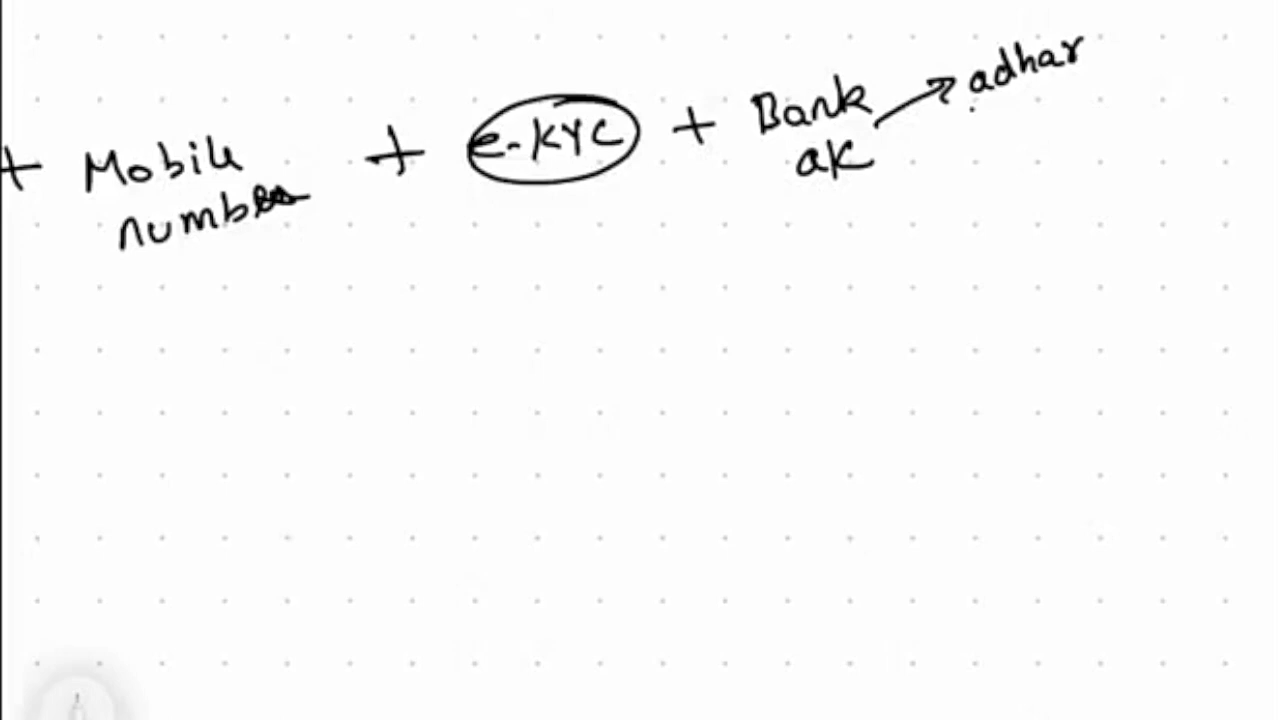 + Mobile + e-KYC + Bank → adhar
number ak